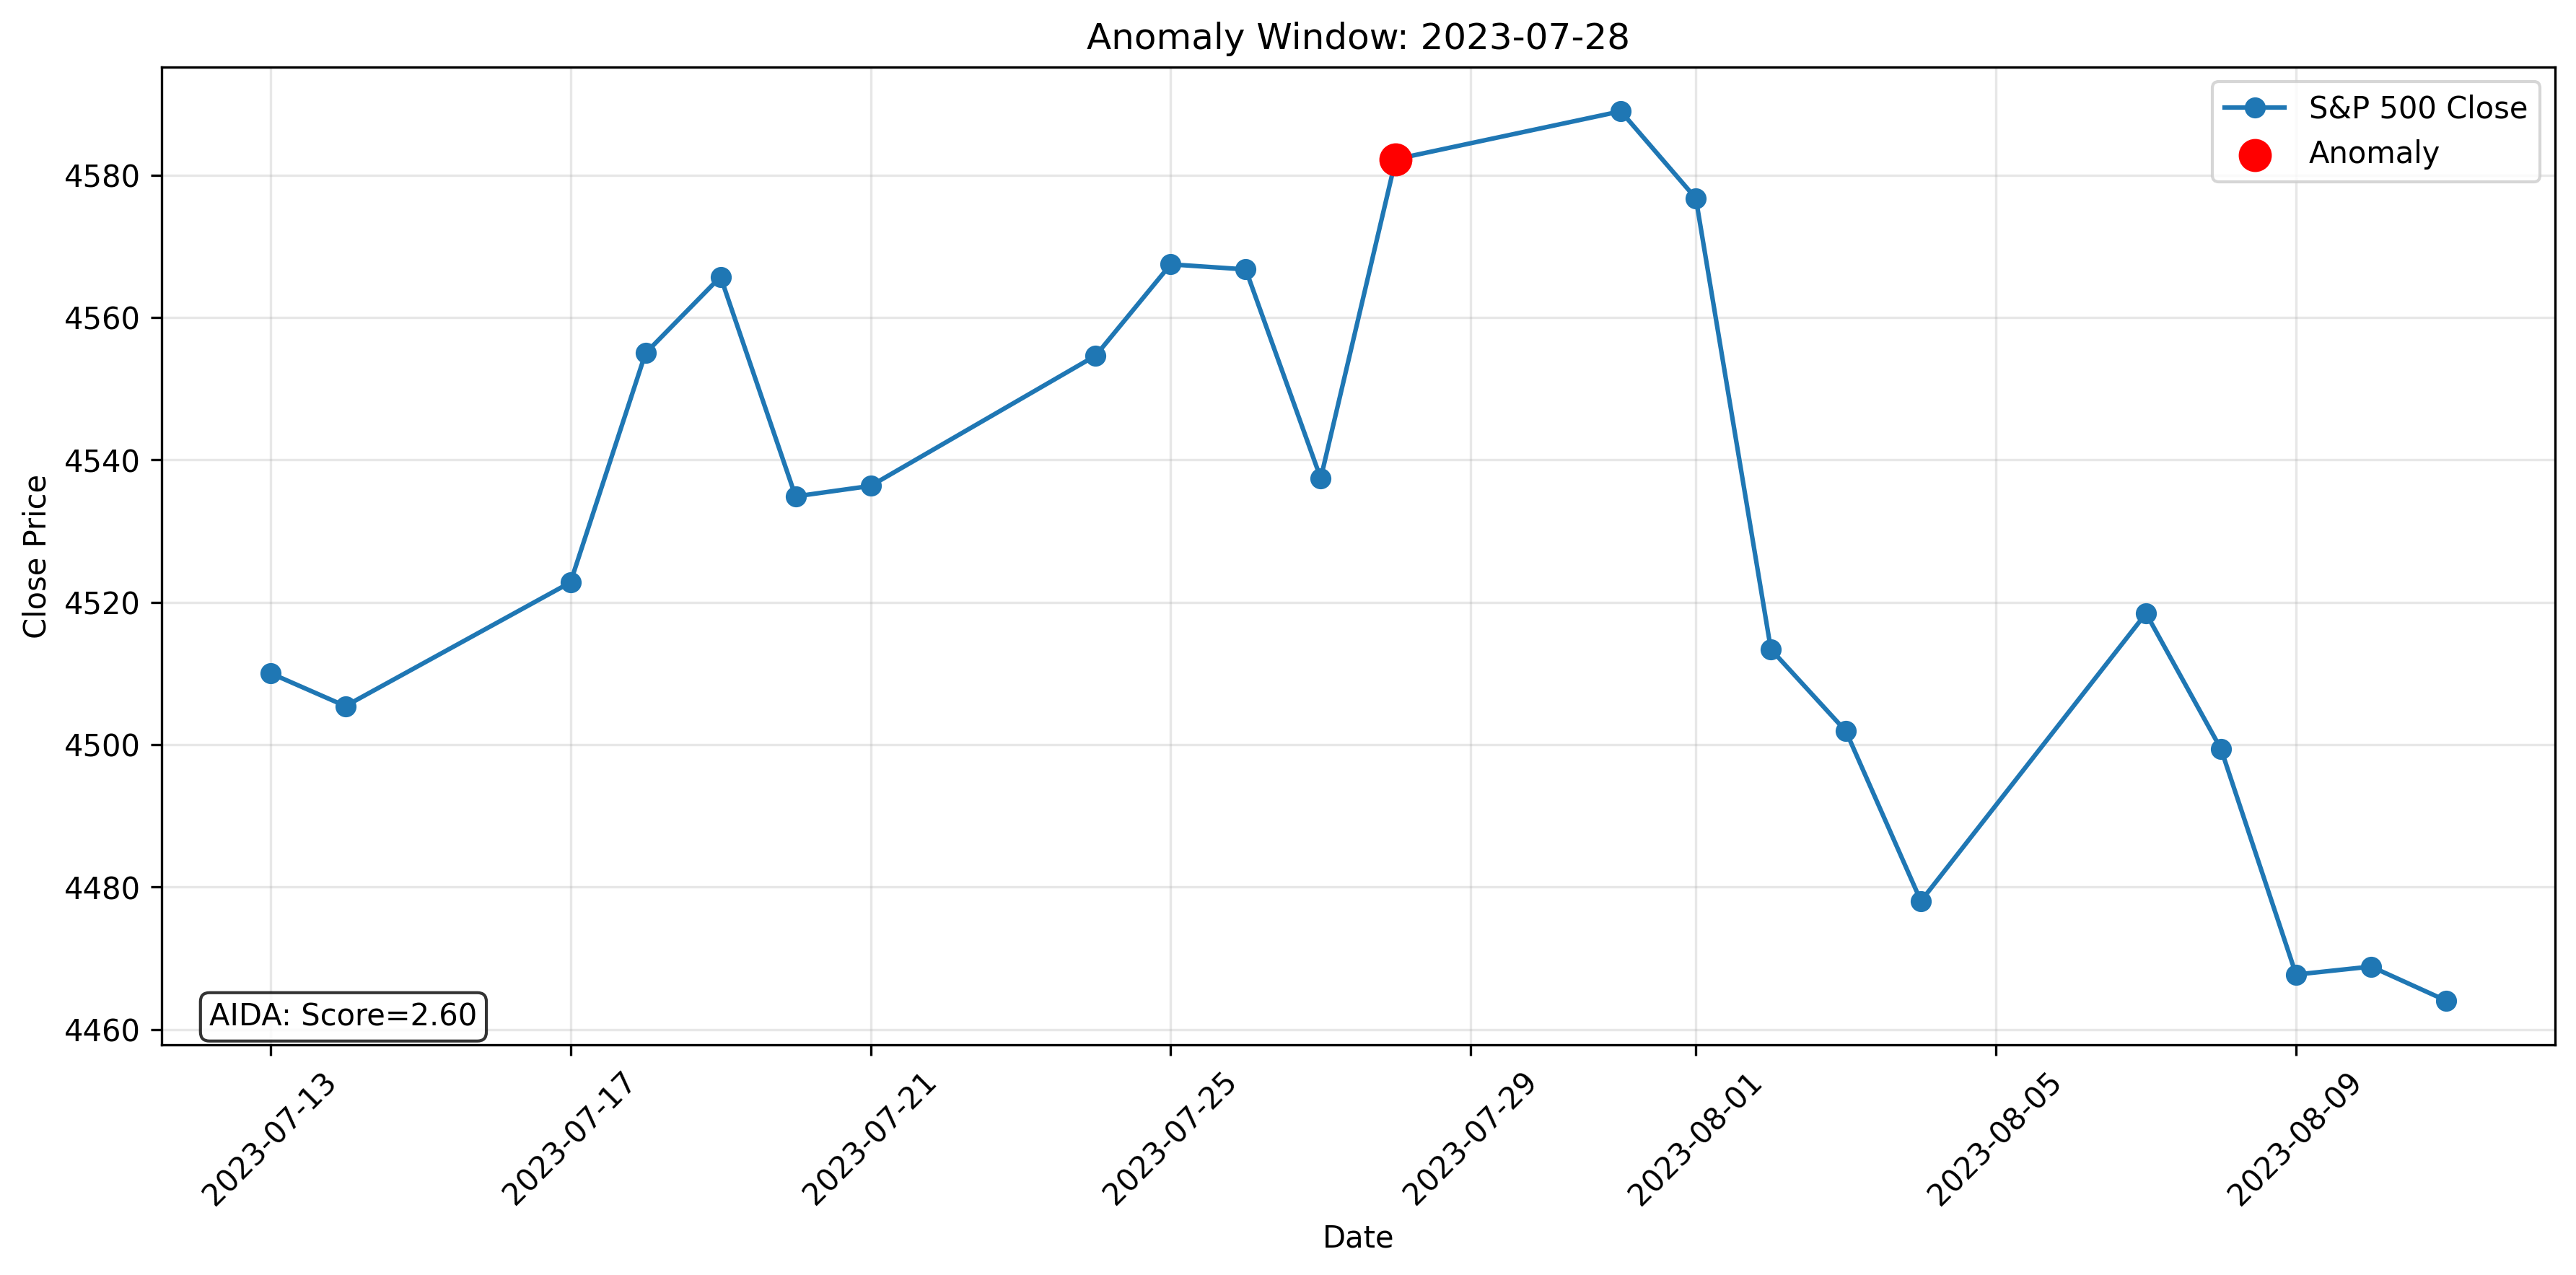 Anomaly Window: 2023-07-28
S&P 500 Close
Anomaly
Close Price
4580
4560
4540
4520
4500
4480
4460
AIDA: Score=2.60
2023-07-13
2023-07-17
2023-07-21
2023-07-25
2023-07-29
2023-08-01
2023-08-05
2023-08-09
Date